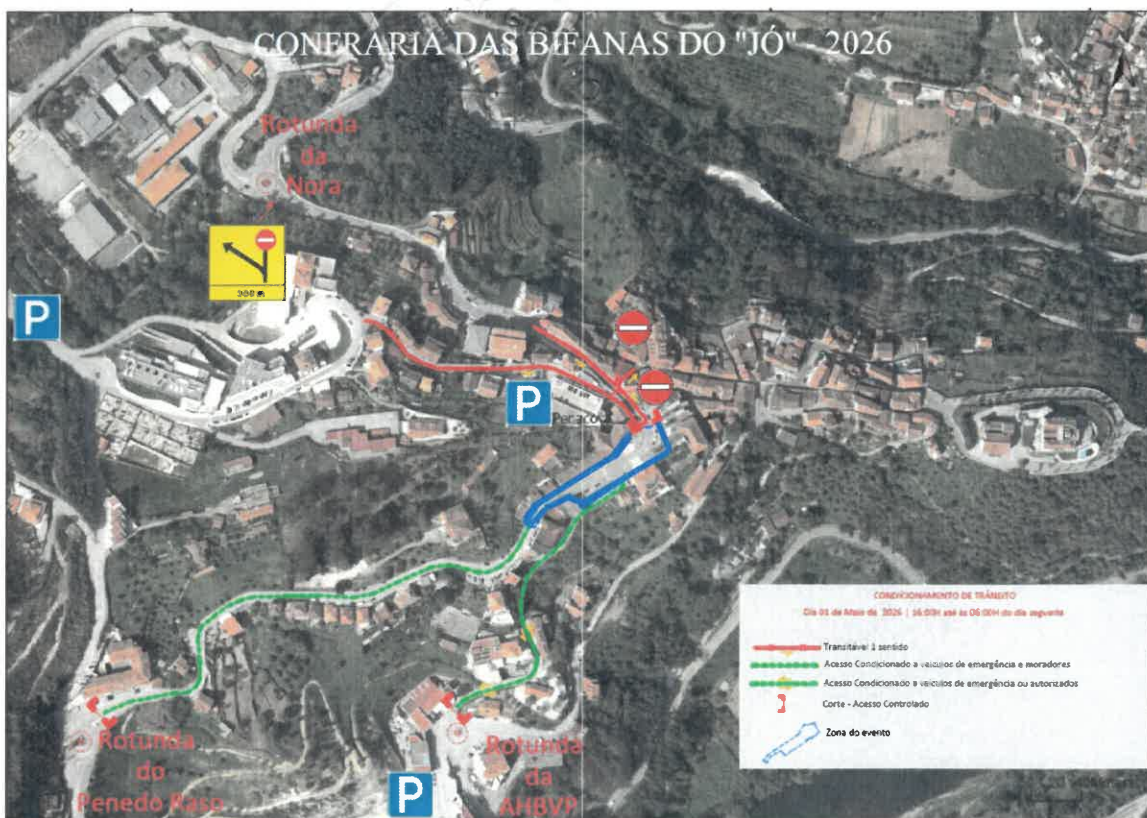 CONFRARIA DAS BIFANAS DO "JÓ" 2026
Rotunda
da
Nora
300 m
P
P
Rotunda
do
Penedo Raso
Rotunda
da
AHBVP
P
CONDICIONAMENTO DE TRÂNSITO
Dia 01 de Maio de 2026 | 16:00H até às 06:00H do dia seguinte
Transitável 1 sentido
Acesso Condicionado a veículos de emergência e moradores
Acesso Condicionado a veículos de emergência ou autorizados
Corte - Acesso Controlado
Zona do evento